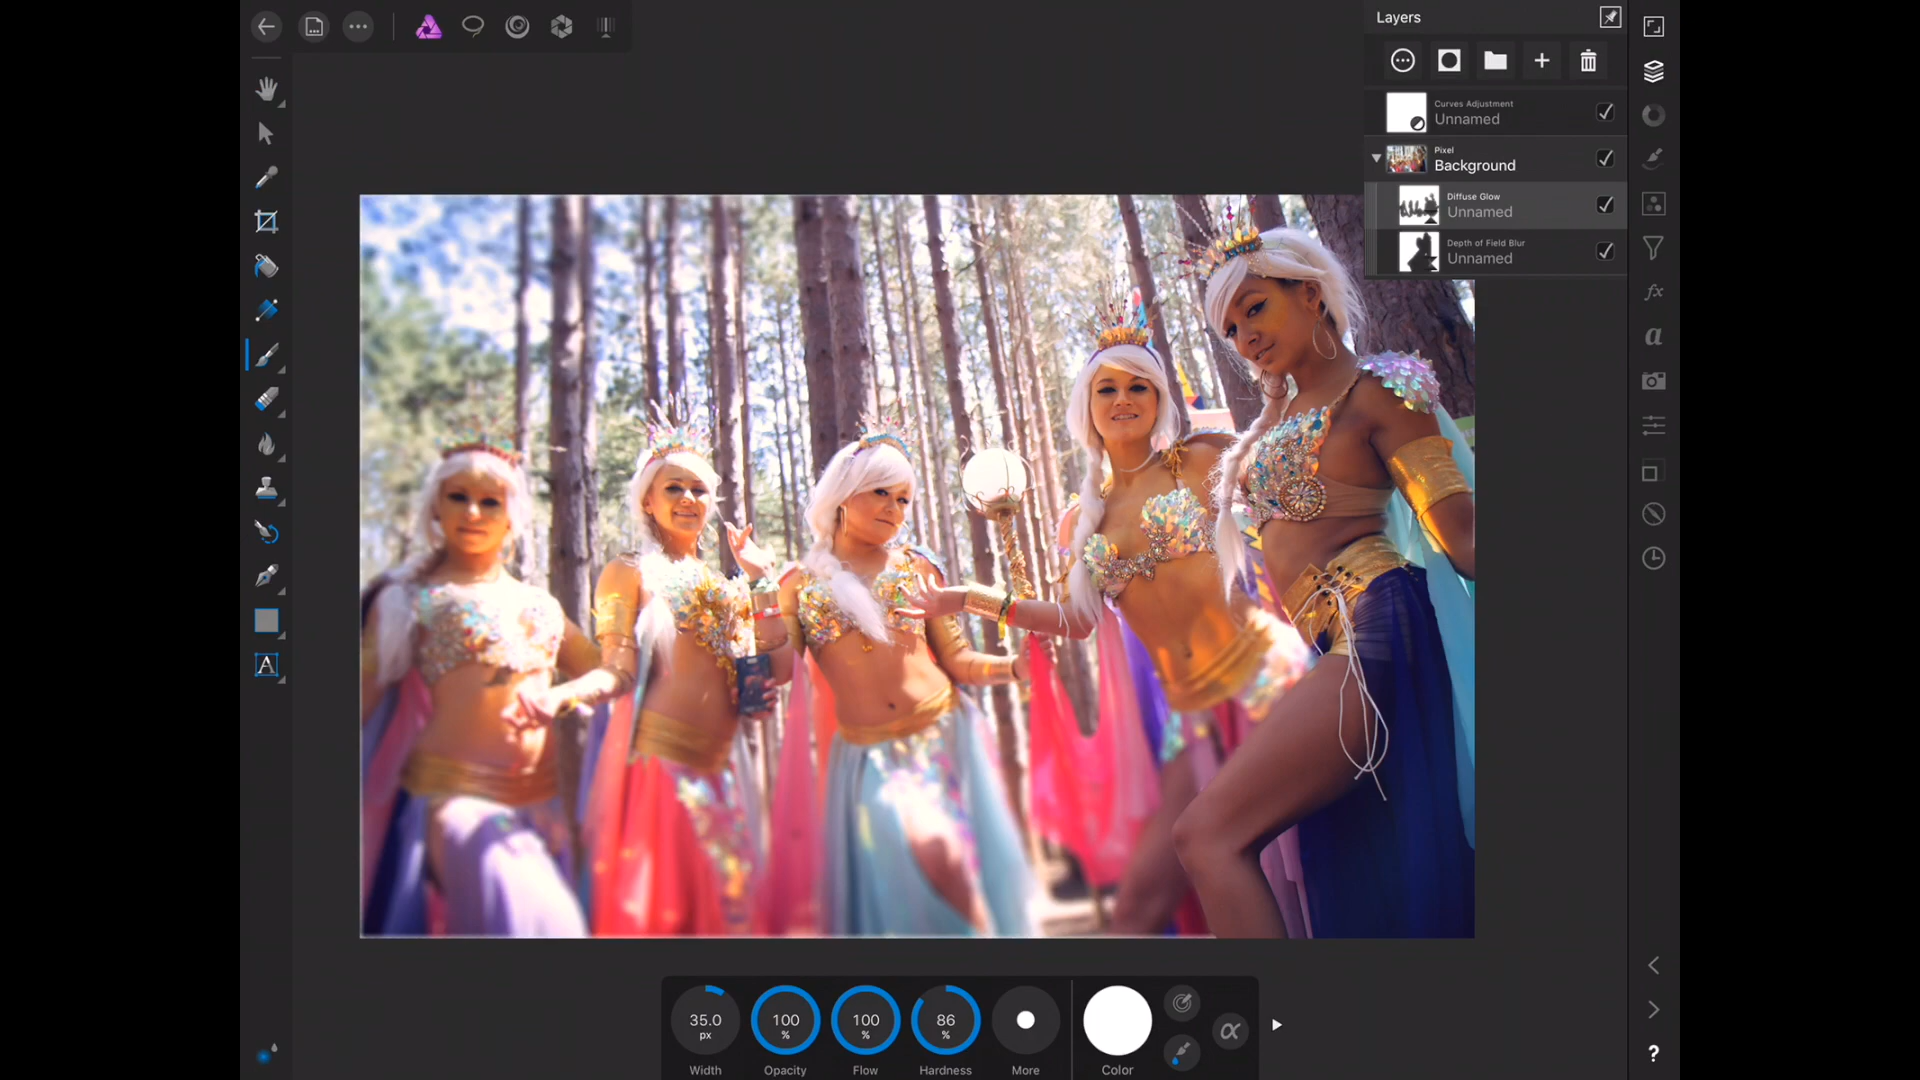 Layers
Curves Adjustment
Unnamed
Pixel
Background
Diffuse Glow
Unnamed
Depth of Field Blur
Unnamed
fx
a
A
35.0
px
100
%
100
%
86
%
α
Width
Opacity
Flow
Hardness
More
Color
?